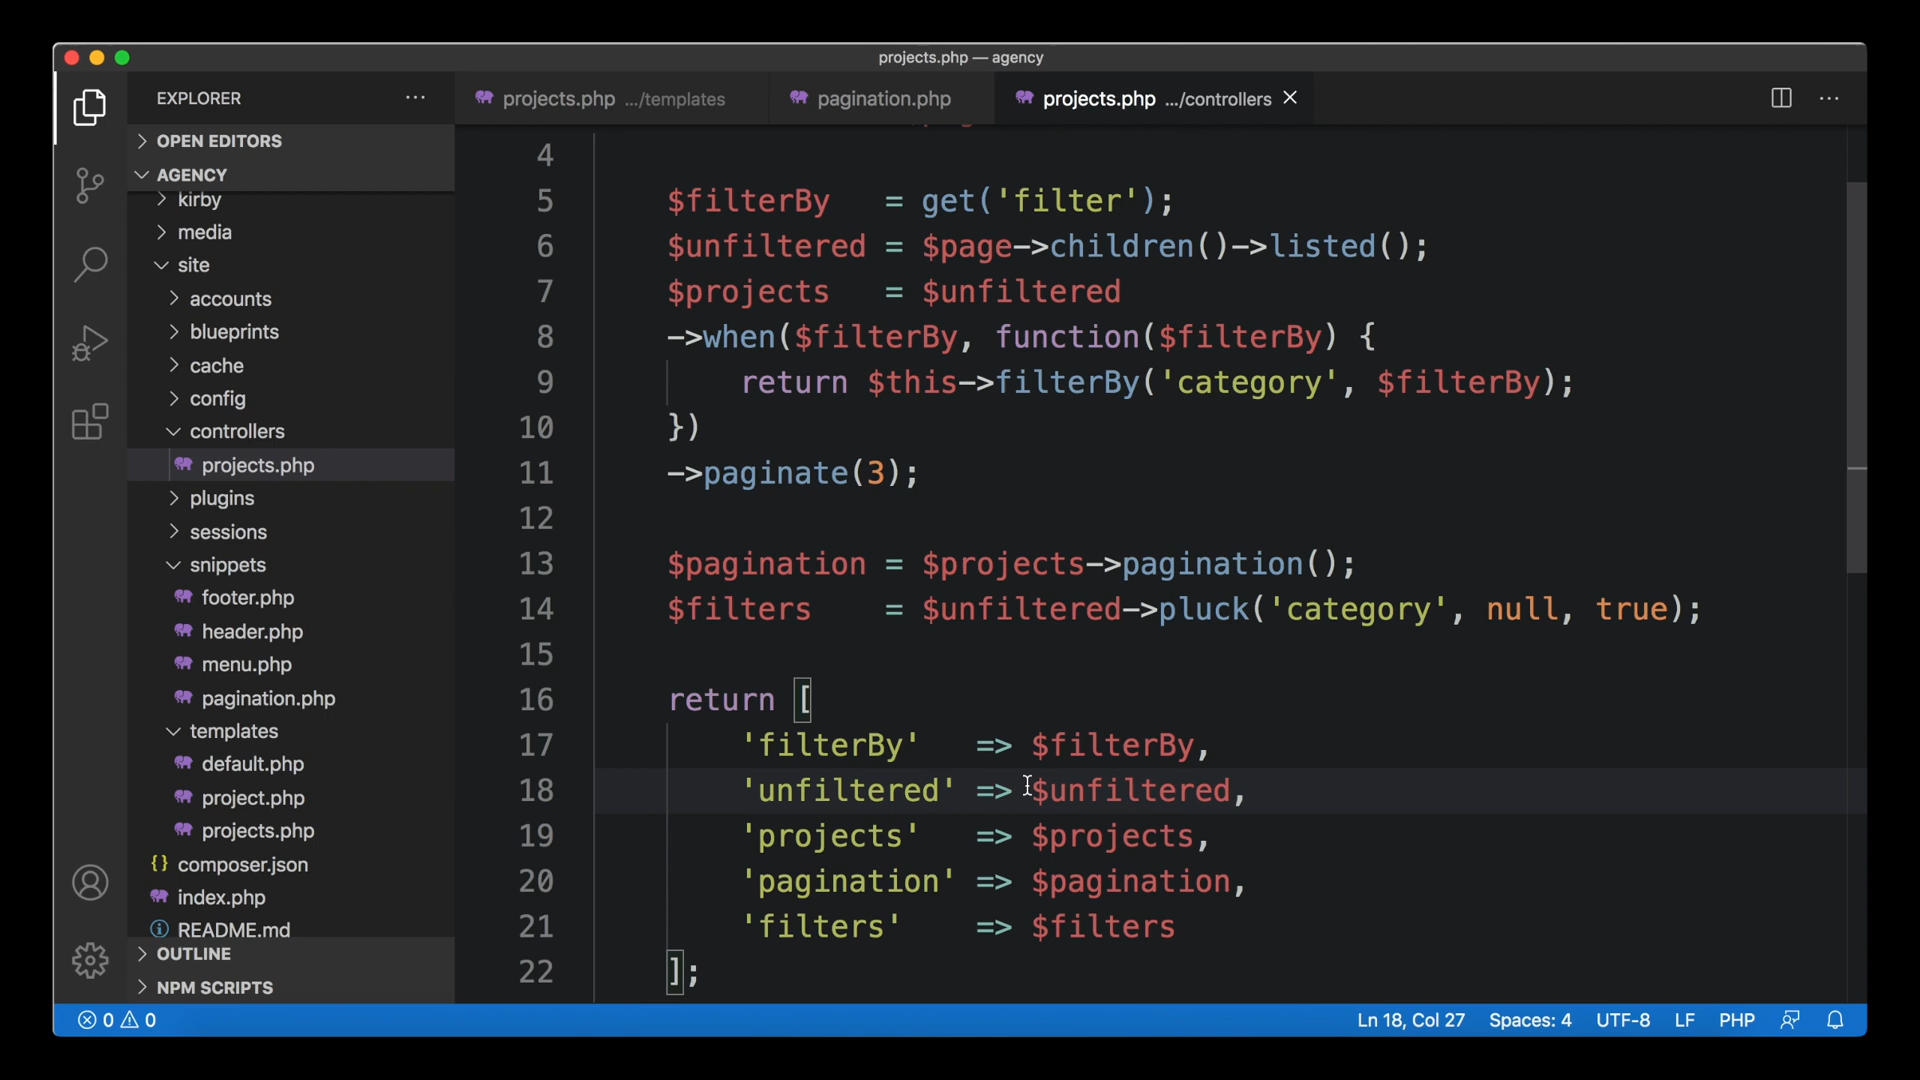 projects.php — agency
EXPLORER
projects.php .../templates
pagination.php
projects.php .../controllers
OPEN EDITORS
AGENCY
kirby
media
site
accounts
blueprints
cache
config
controllers
projects.php
plugins
sessions
snippets
footer.php
header.php
menu.php
pagination.php
templates
default.php
project.php
projects.php
composer.json
index.php
README.md
OUTLINE
NPM SCRIPTS
4
5 $filterBy = get('filter');
6 $unfiltered = $page->children()->listed();
7 $projects = $unfiltered
8 ->when($filterBy, function($filterBy) {
9 return $this->filterBy('category', $filterBy);
10 })
11 ->paginate(3);
12
13 $pagination = $projects->pagination();
14 $filters = $unfiltered->pluck('category', null, true);
15
16 return [
17 'filterBy' => $filterBy,
18 'unfiltered' => $unfiltered,
19 'projects' => $projects,
20 'pagination' => $pagination,
21 'filters' => $filters
22 ];
0 0
Ln 18, Col 27 Spaces: 4 UTF-8 LF PHP